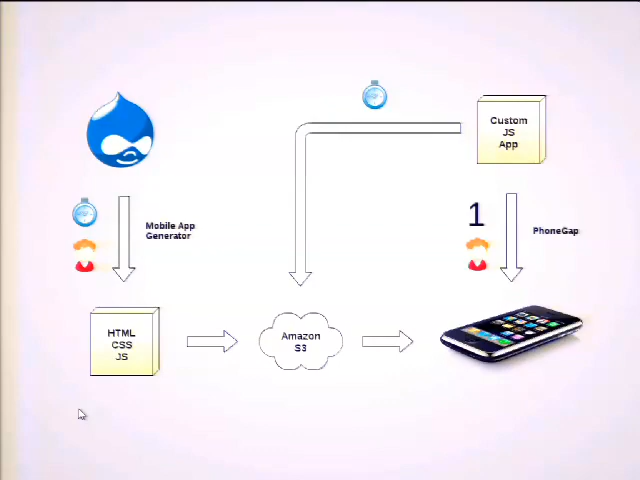 Custom
JS
App
1
PhoneGap
Mobile App
Generator
HTML
CSS
JS
Amazon
S3